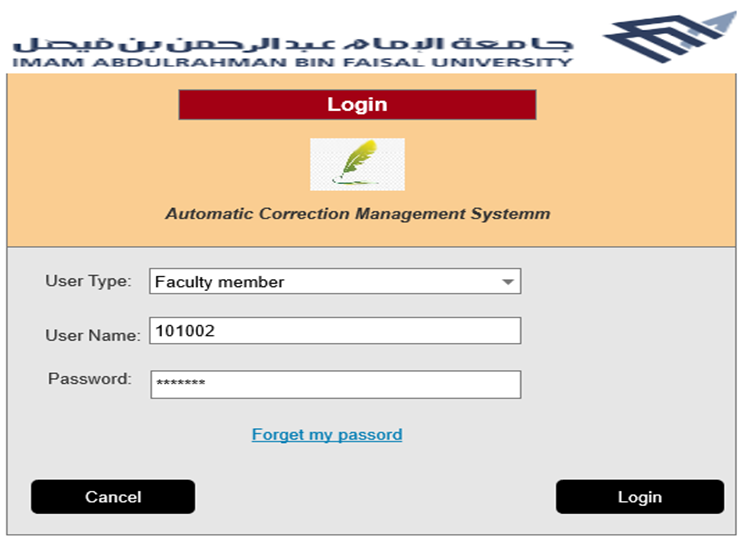 جامعة الإمام عبدالرحمن بن فيصل
IMAM ABDULRAHMAN BIN FAISAL UNIVERSITY
Login
Automatic Correction Management Systemm
User Type: Faculty member
User Name: 101002
Password: *******
Forget my passord
Cancel Login